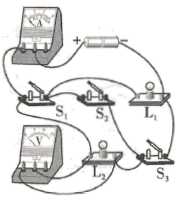 A
+ −
S₁ S₂ L₁
V
L₂ S₃